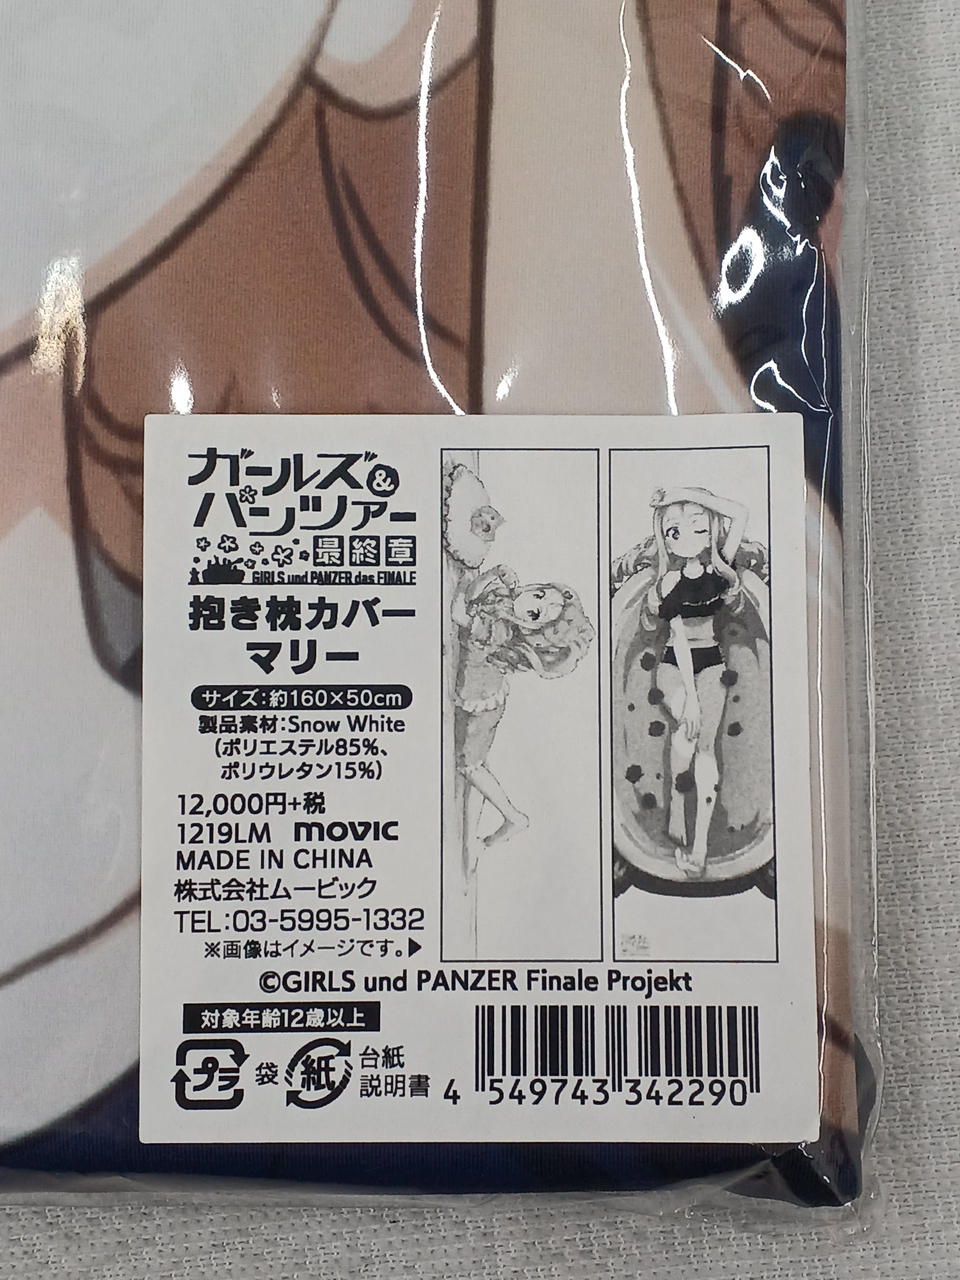 ガールズ&
パンツァー
最終章
GIRLS und PANZER das FINALE
抱き枕カバー
マリー
サイズ:約160×50cm
製品素材:Snow White
(ポリエステル85%、
ポリウレタン15%)
12,000円+税
1219LM movic
MADE IN CHINA
株式会社ムービック
TEL:03-5995-1332
※画像はイメージです。▶
©GIRLS und PANZER Finale Projekt
対象年齢12歳以上
プラ 袋 紙 台紙
説明書
4 549743 342290